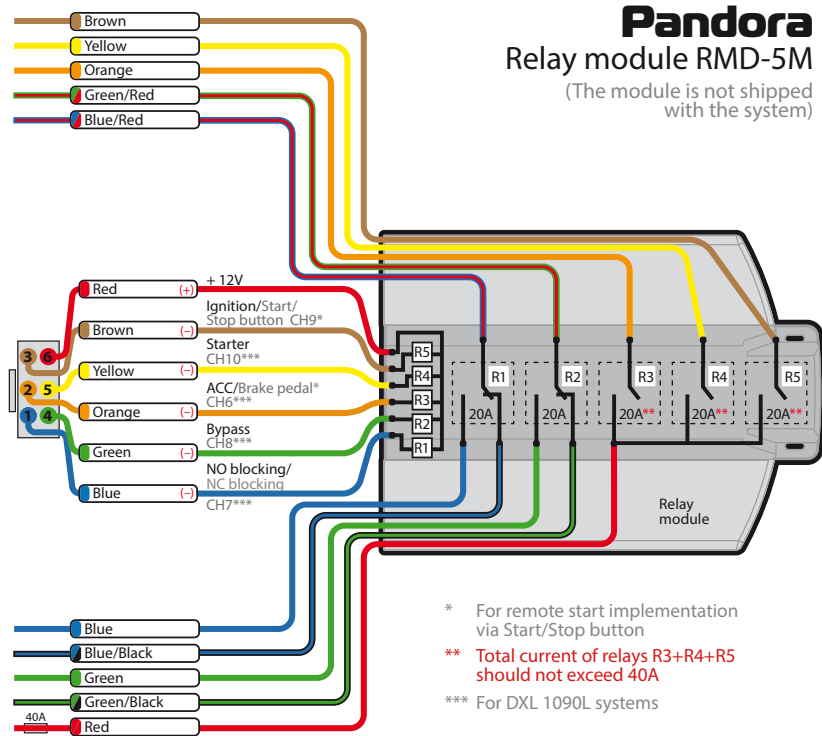 Pandora
Relay module RMD-5M
(The module is not shipped
with the system)
Brown
Yellow
Orange
Green/Red
Blue/Red
Red (+)
+ 12V
Ignition/Start/
Stop button CH9*
Brown (–)
Starter
CH10***
Yellow (–)
ACC/Brake pedal*
CH6***
Orange (–)
Bypass
CH8***
Green (–)
NO blocking/
NC blocking
CH7***
Blue (–)
3 6
2 5
1 4
R5
R4
R3
R2
R1
R1
R2
R3
R4
R5
20A
20A
20A**
20A**
20A**
Relay
module
Blue
Blue/Black
Green
Green/Black
40A
Red
* For remote start implementation
via Start/Stop button
** Total current of relays R3+R4+R5
should not exceed 40A
*** For DXL 1090L systems